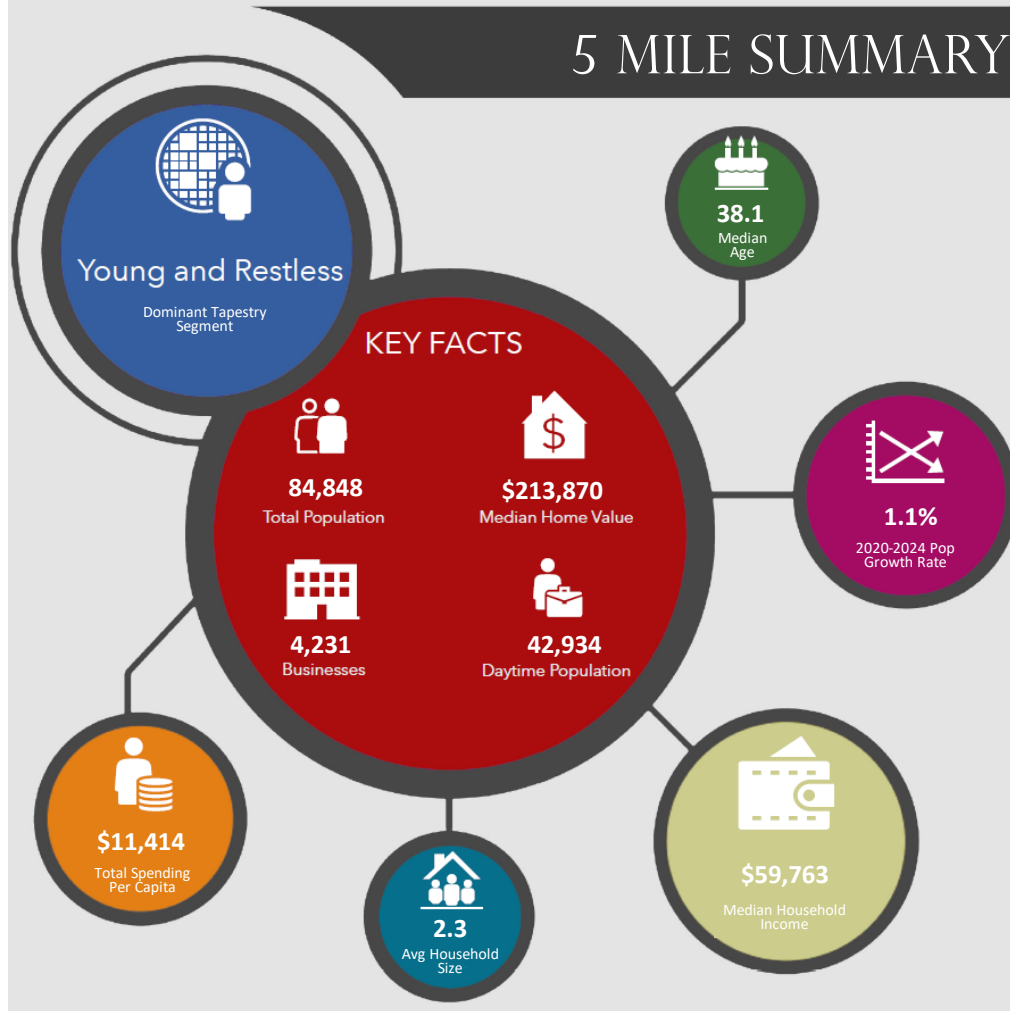 5 MILE SUMMARY
Young and Restless
Dominant Tapestry
Segment
38.1
Median
Age
KEY FACTS
84,848
Total Population
$213,870
Median Home Value
4,231
Businesses
42,934
Daytime Population
1.1%
2020-2024 Pop
Growth Rate
$11,414
Total Spending
Per Capita
2.3
Avg Household
Size
$59,763
Median Household
Income